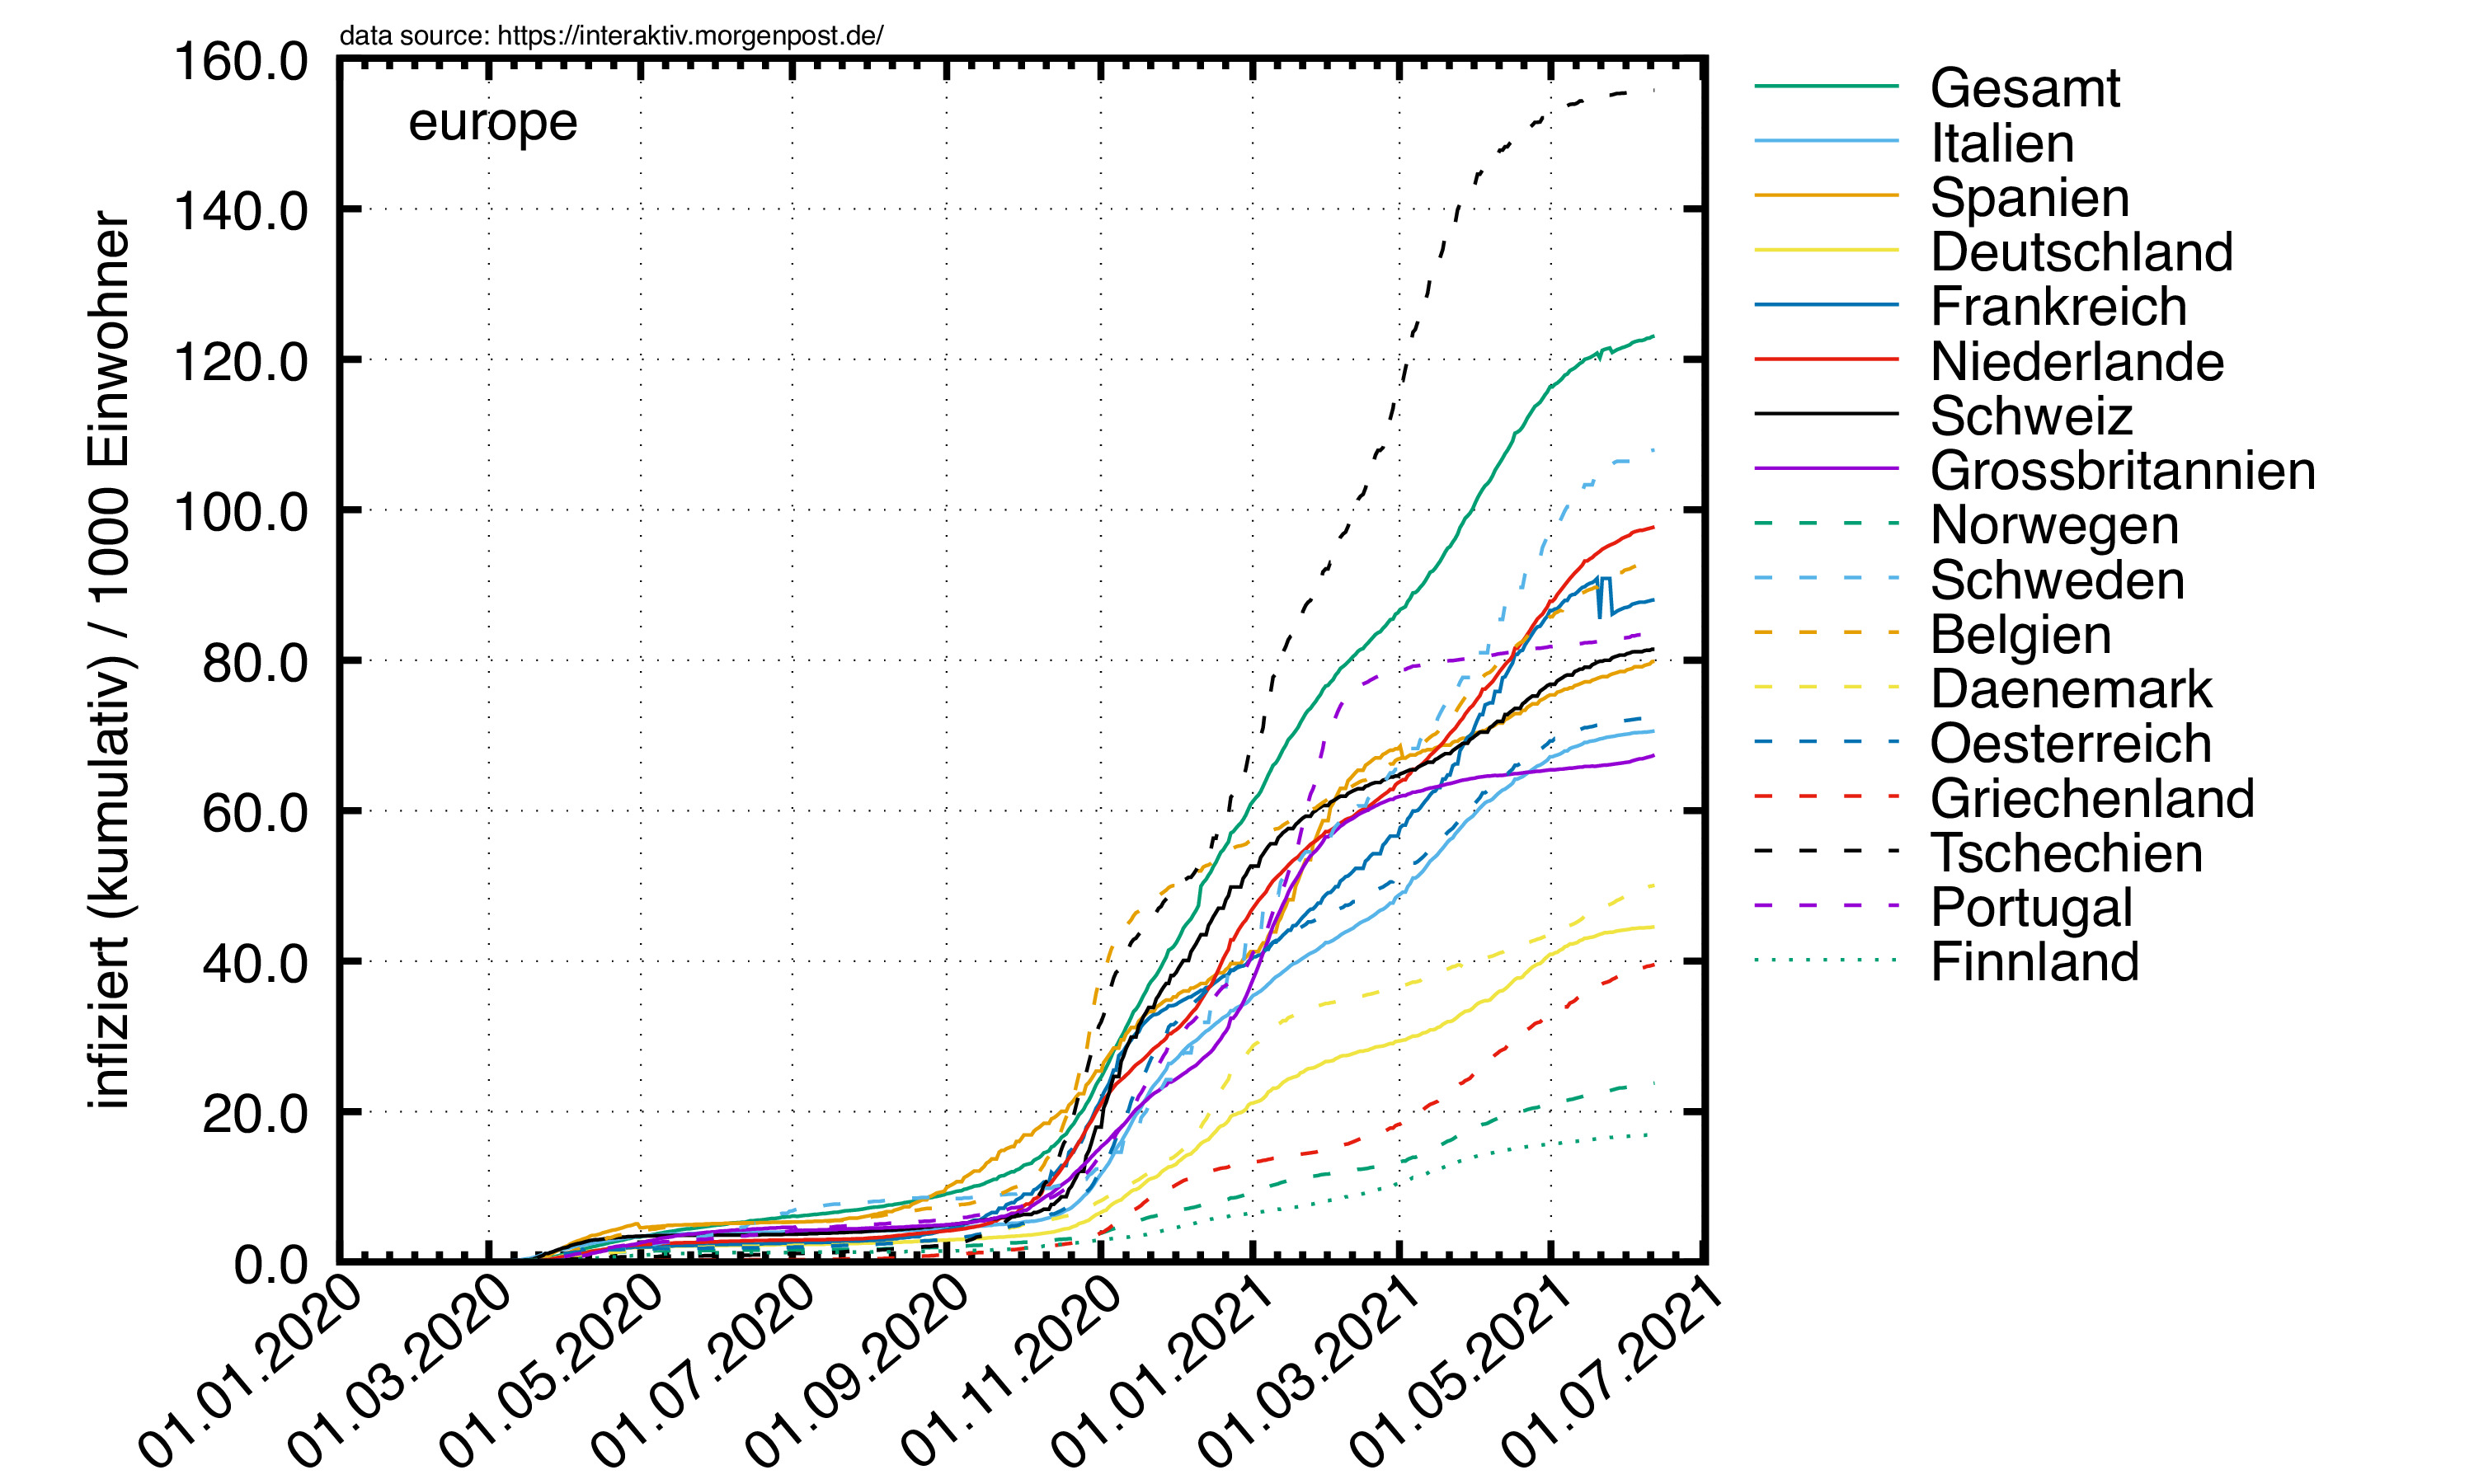 data source: https://interaktiv.morgenpost.de/
europe
infiziert (kumulativ) / 1000 Einwohner
160.0
140.0
120.0
100.0
80.0
60.0
40.0
20.0
0.0
01.01.2020
01.03.2020
01.05.2020
01.07.2020
01.09.2020
01.11.2020
01.01.2021
01.03.2021
01.05.2021
01.07.2021
Gesamt
Italien
Spanien
Deutschland
Frankreich
Niederlande
Schweiz
Grossbritannien
Norwegen
Schweden
Belgien
Daenemark
Oesterreich
Griechenland
Tschechien
Portugal
Finnland